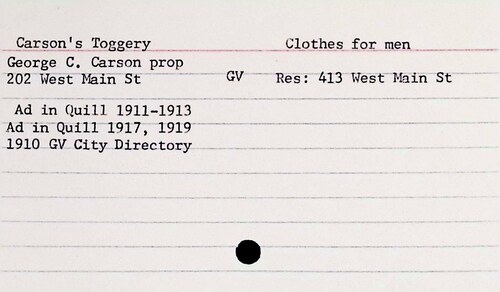 Carson's Toggery Clothes for men
George C. Carson prop
202 West Main St GV Res: 413 West Main St
Ad in Quill 1911-1913
Ad in Quill 1917, 1919
1910 GV City Directory